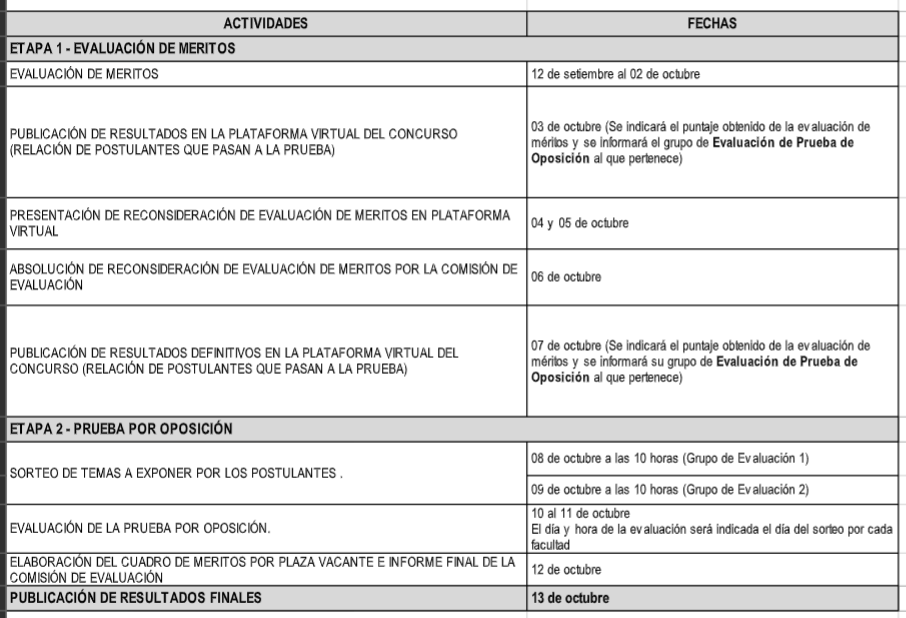 ACTIVIDADES
FECHAS
ETAPA 1 - EVALUACIÓN DE MERITOS
EVALUACIÓN DE MERITOS
12 de setiembre al 02 de octubre
PUBLICACIÓN DE RESULTADOS EN LA PLATAFORMA VIRTUAL DEL CONCURSO
(RELACIÓN DE POSTULANTES QUE PASAN A LA PRUEBA)
03 de octubre (Se indicará el puntaje obtenido de la evaluación de
méritos y se informará el grupo de Evaluación de Prueba de
Oposición al que pertenece)
PRESENTACIÓN DE RECONSIDERACIÓN DE EVALUACIÓN DE MERITOS EN PLATAFORMA
VIRTUAL
04 y 05 de octubre
ABSOLUCIÓN DE RECONSIDERACIÓN DE EVALUACIÓN DE MERITOS POR LA COMISIÓN DE
EVALUACIÓN
06 de octubre
PUBLICACIÓN DE RESULTADOS DEFINITIVOS EN LA PLATAFORMA VIRTUAL DEL
CONCURSO (RELACIÓN DE POSTULANTES QUE PASAN A LA PRUEBA)
07 de octubre (Se indicará el puntaje obtenido de la evaluación de
méritos y se informará su grupo de Evaluación de Prueba de
Oposición al que pertenece)
ETAPA 2 - PRUEBA POR OPOSICIÓN
SORTEO DE TEMAS A EXPONER POR LOS POSTULANTES .
08 de octubre a las 10 horas (Grupo de Evaluación 1)
09 de octubre a las 10 horas (Grupo de Evaluación 2)
EVALUACIÓN DE LA PRUEBA POR OPOSICIÓN.
10 al 11 de octubre
El día y hora de la evaluación será indicada el día del sorteo por cada
facultad
ELABORACIÓN DEL CUADRO DE MERITOS POR PLAZA VACANTE E INFORME FINAL DE LA
COMISIÓN DE EVALUACIÓN
12 de octubre
PUBLICACIÓN DE RESULTADOS FINALES
13 de octubre